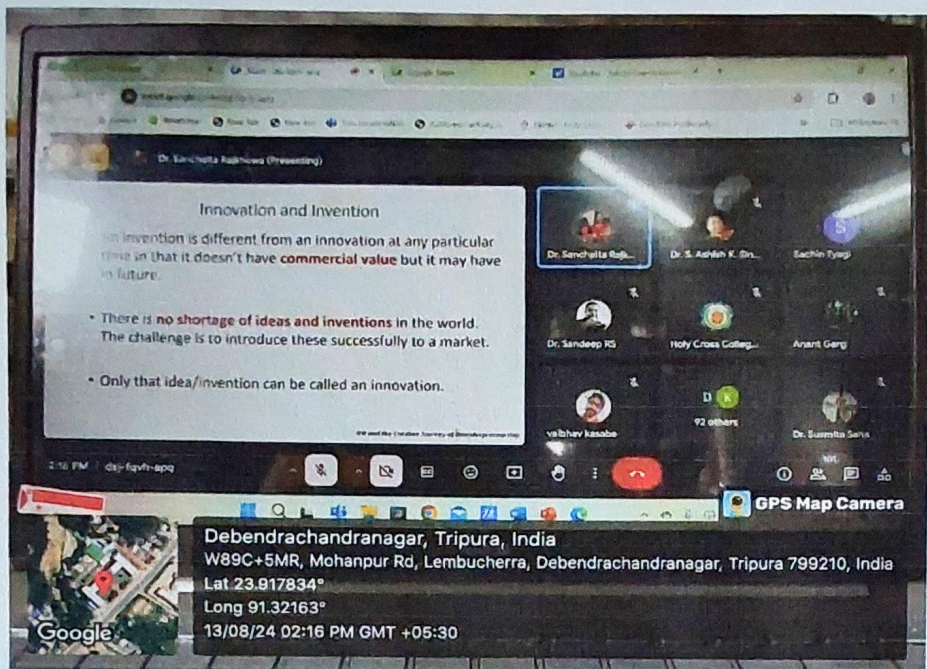 Dr. Sanchaita Rajkhowa (Presenting)
Innovation and Invention
An invention is different from an innovation at any particular
time in that it doesn't have commercial value but it may have
in future.
• There is no shortage of ideas and inventions in the world.
The challenge is to introduce these successfully to a market.
• Only that idea/invention can be called an innovation.
Dr. Sanchaita Rajk...
Dr. S. Ashish K. Sin...
S
Sachin Tyagi
Dr. Sandeep RS
Holy Cross Colleg...
Anant Garg
vaibhav kasabe
D K
92 others
Dr. Susmita Saha
2:16 PM
dsj-fqvh-apq
GPS Map Camera
Debendrachandranagar, Tripura, India
W89C+5MR, Mohanpur Rd, Lembucherra, Debendrachandranagar, Tripura 799210, India
Lat 23.917834°
Long 91.32163°
13/08/24 02:16 PM GMT +05:30
Google